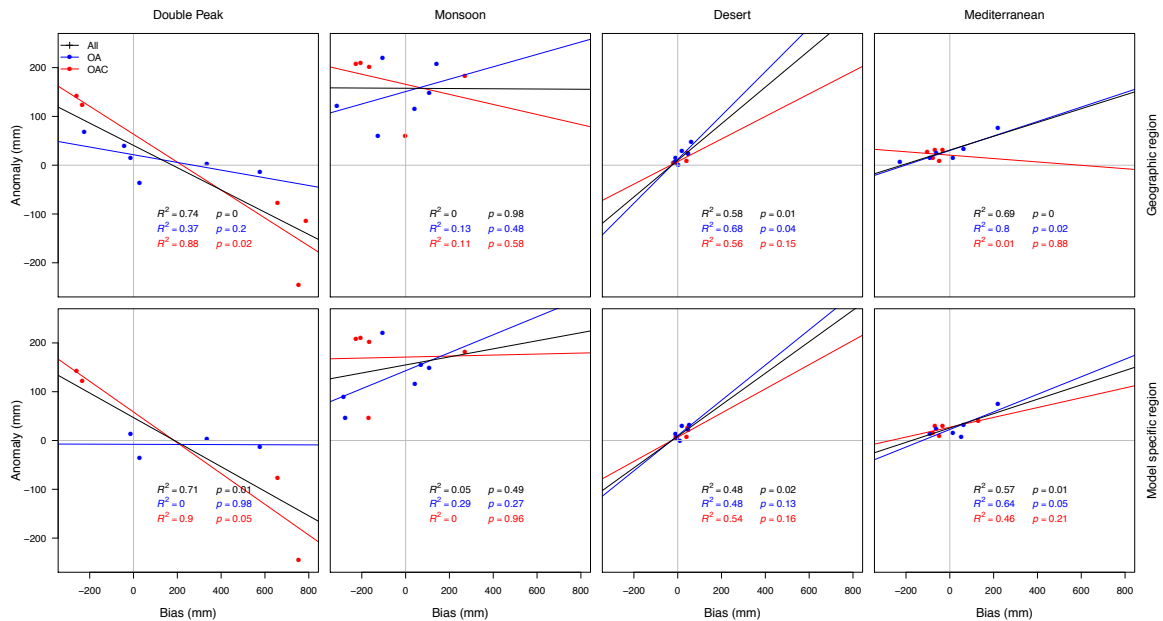 Double Peak Monsoon Desert Mediterranean
All
OA
OAC
Anomaly (mm)
200
100
0
−100
−200
R² = 0.74 p = 0
R² = 0.37 p = 0.2
R² = 0.88 p = 0.02
R² = 0 p = 0.98
R² = 0.13 p = 0.48
R² = 0.11 p = 0.58
R² = 0.58 p = 0.01
R² = 0.68 p = 0.04
R² = 0.56 p = 0.15
R² = 0.69 p = 0
R² = 0.8 p = 0.02
R² = 0.01 p = 0.88
Geographic region
Anomaly (mm)
200
100
0
−100
−200
R² = 0.71 p = 0.01
R² = 0 p = 0.98
R² = 0.9 p = 0.05
R² = 0.05 p = 0.49
R² = 0.29 p = 0.27
R² = 0 p = 0.96
R² = 0.48 p = 0.02
R² = 0.48 p = 0.13
R² = 0.54 p = 0.16
R² = 0.57 p = 0.01
R² = 0.64 p = 0.05
R² = 0.46 p = 0.21
Model specific region
−200 0 200 400 600 800 −200 0 200 400 600 800 −200 0 200 400 600 800 −200 0 200 400 600 800
Bias (mm) Bias (mm) Bias (mm) Bias (mm)